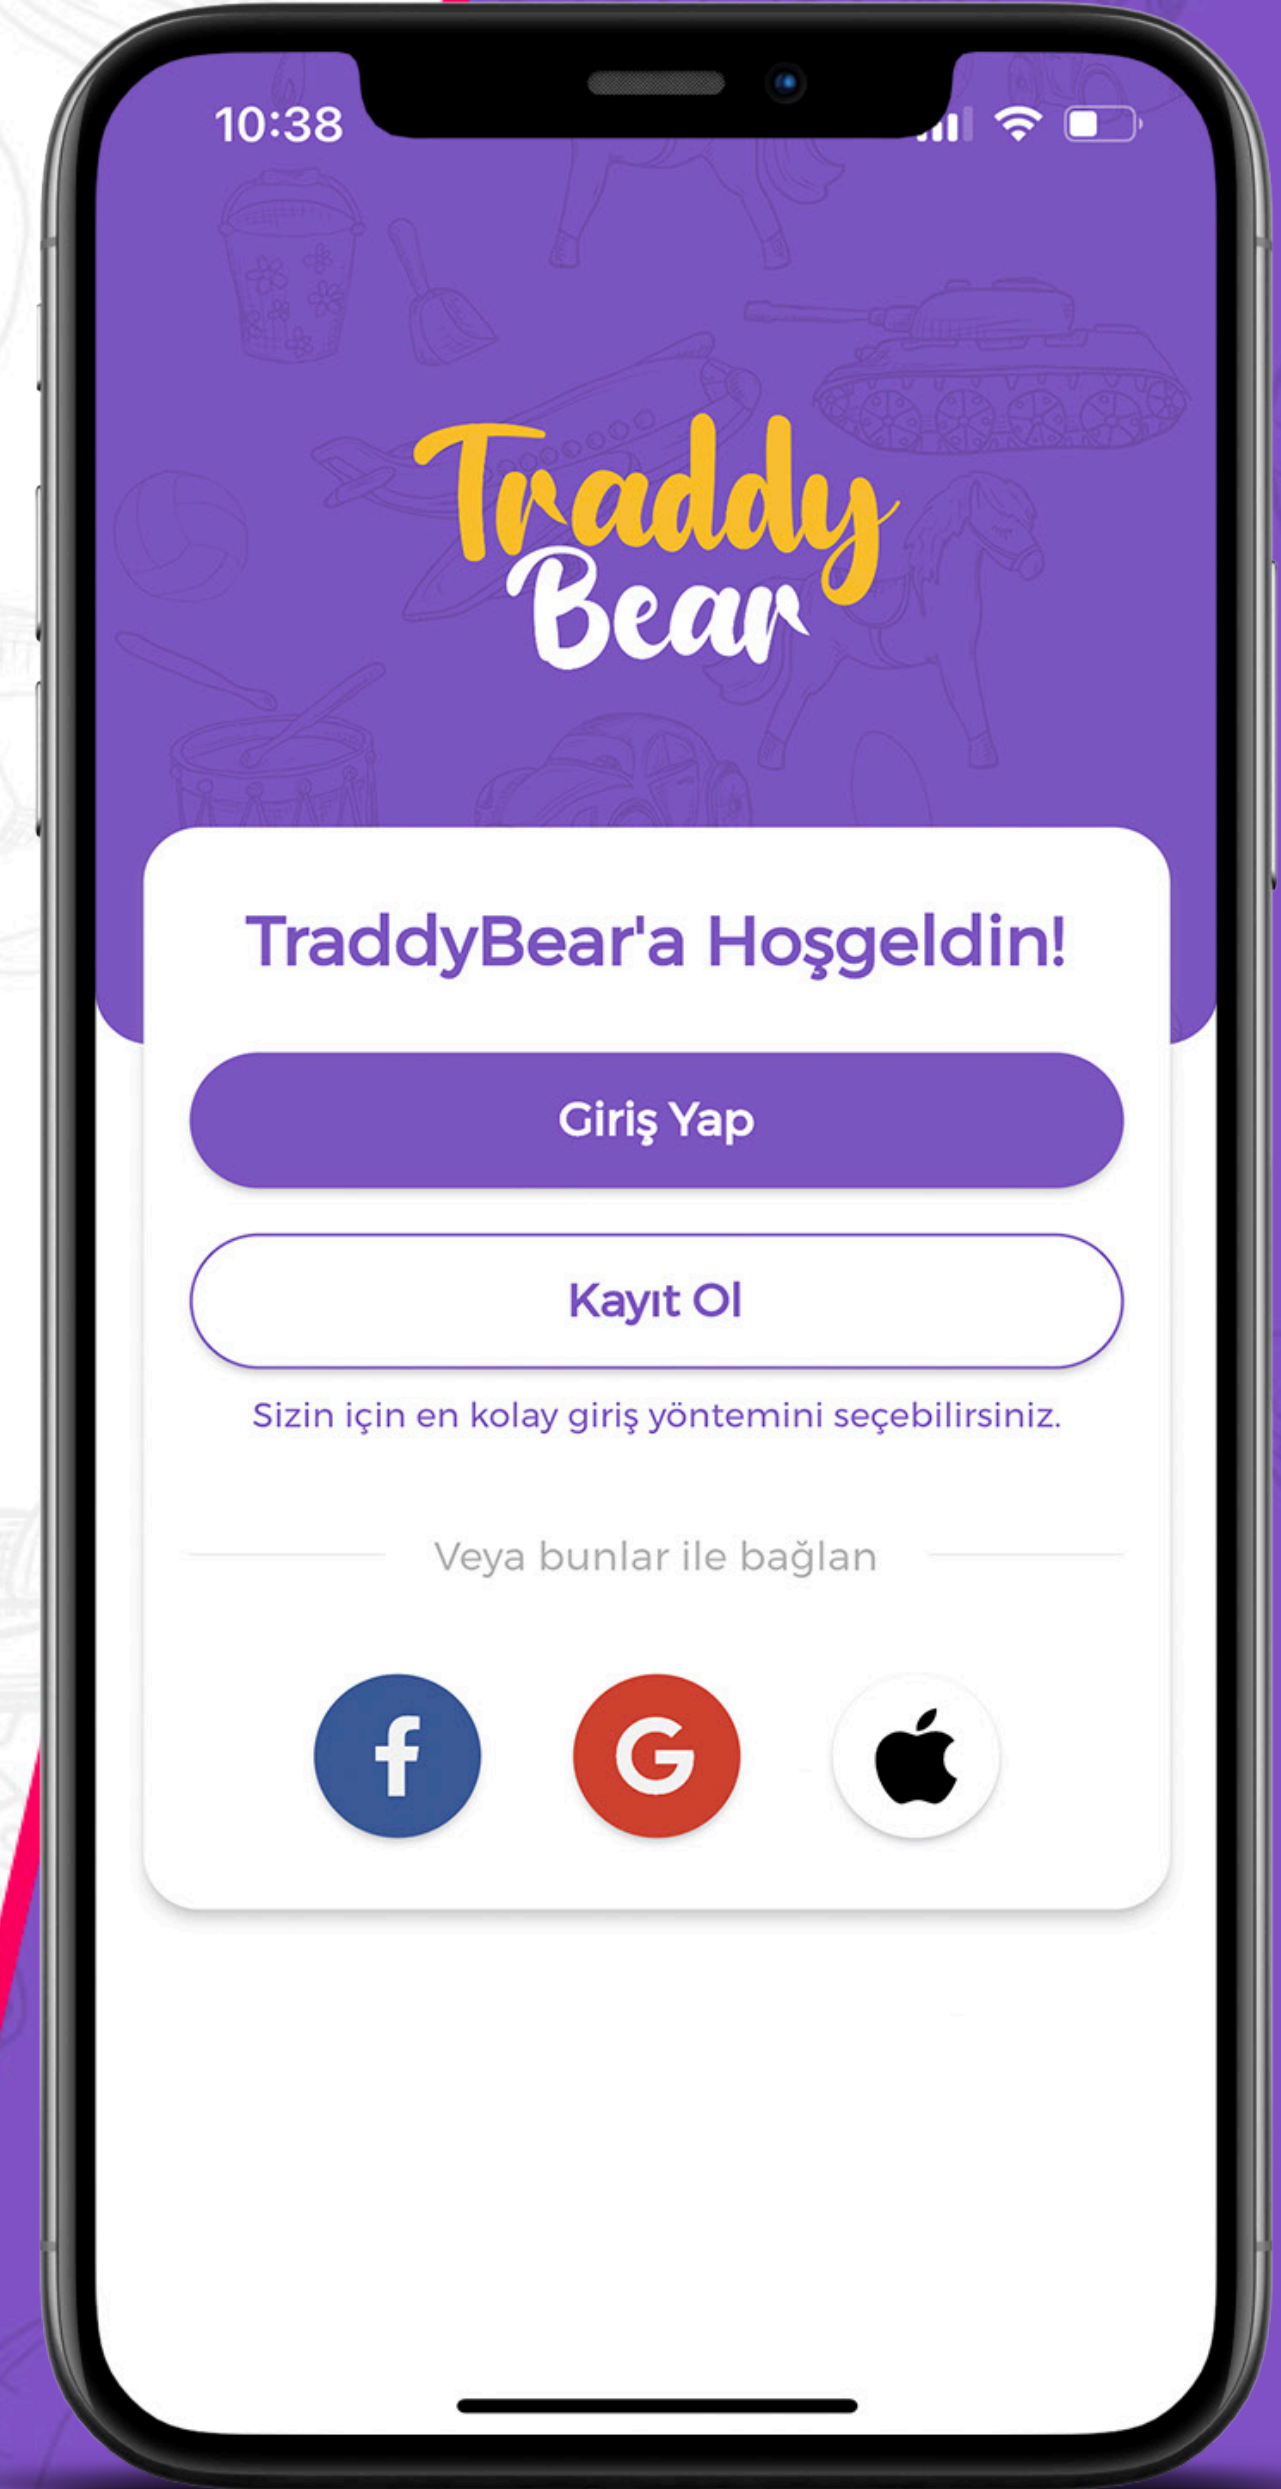 10:38
Traddy
Bear
TraddyBear'a Hoşgeldin!
Giriş Yap
Kayıt Ol
Sizin için en kolay giriş yöntemini seçebilirsiniz.
Veya bunlar ile bağlan
f
G